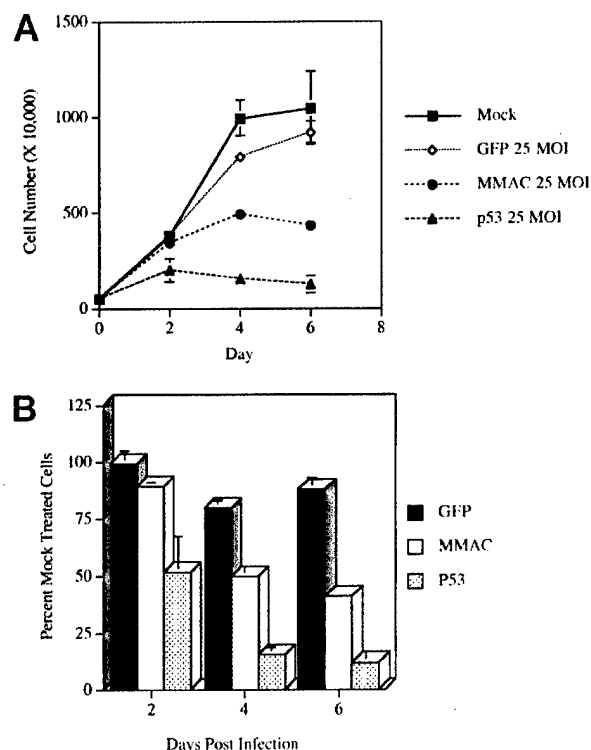 A
1500
1000
500
0
Cell Number (X 10,000)
0 2 4 6 8
Day
Mock
GFP 25 MOI
MMAC 25 MOI
p53 25 MOI
B
125
100
75
50
25
0
Percent Mock Treated Cells
2 4 6
Days Post Infection
GFP
MMAC
P53